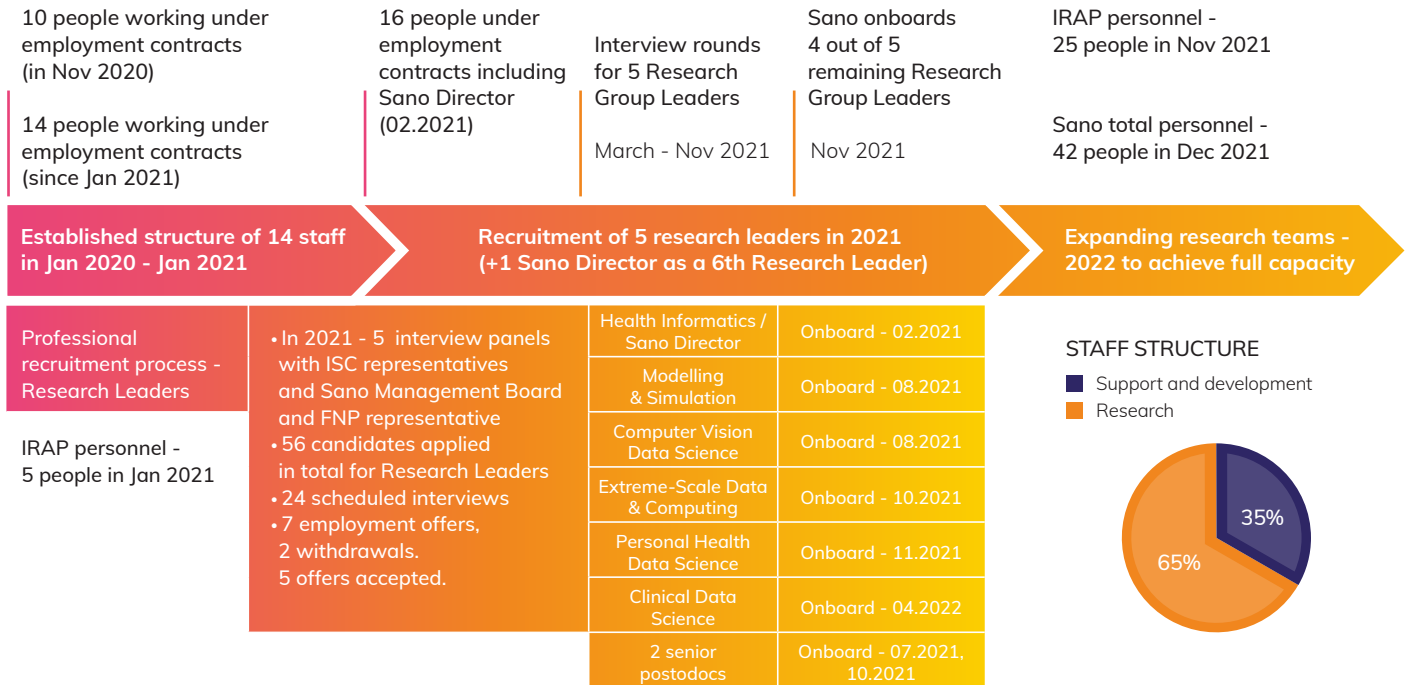 10 people working under
employment contracts
(in Nov 2020)
14 people working under
employment contracts
(since Jan 2021)
16 people under
employment
contracts including
Sano Director
(02.2021)
Interview rounds
for 5 Research
Group Leaders
March - Nov 2021
Sano onboards
4 out of 5
remaining Research
Group Leaders
Nov 2021
IRAP personnel -
25 people in Nov 2021
Sano total personnel -
42 people in Dec 2021
Established structure of 14 staff
in Jan 2020 - Jan 2021
Recruitment of 5 research leaders in 2021
(+1 Sano Director as a 6th Research Leader)
Expanding research teams -
2022 to achieve full capacity
Professional
recruitment process -
Research Leaders
IRAP personnel -
5 people in Jan 2021
• In 2021 - 5 interview panels
with ISC representatives
and Sano Management Board
and FNP representative
• 56 candidates applied
in total for Research Leaders
• 24 scheduled interviews
• 7 employment offers,
2 withdrawals.
5 offers accepted.
Health Informatics /
Sano Director
Onboard - 02.2021
Modelling
& Simulation
Onboard - 08.2021
Computer Vision
Data Science
Onboard - 08.2021
Extreme-Scale Data
& Computing
Onboard - 10.2021
Personal Health
Data Science
Onboard - 11.2021
Clinical Data
Science
Onboard - 04.2022
2 senior
postodocs
Onboard - 07.2021,
10.2021
STAFF STRUCTURE
Support and development
Research
35%
65%